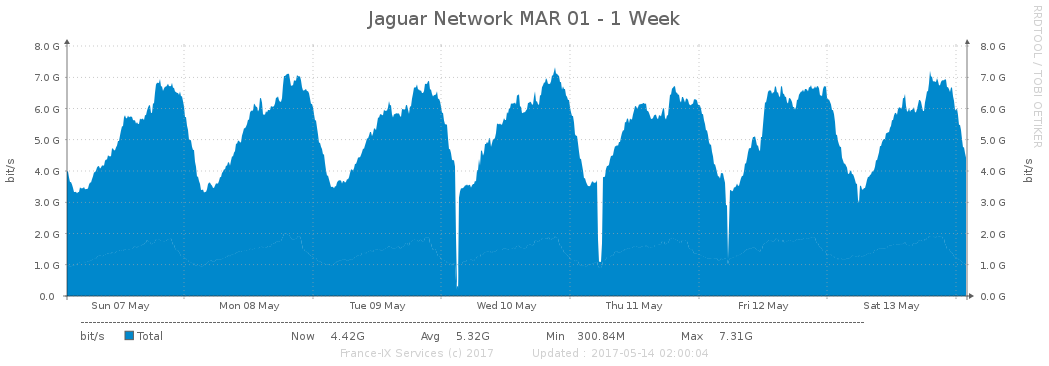 Jaguar Network MAR 01 - 1 Week
RRDTOOL / TOBI OETIKER
bit/s
8.0 G 8.0 G
7.0 G 7.0 G
6.0 G 6.0 G
5.0 G 5.0 G
4.0 G 4.0 G
3.0 G 3.0 G
2.0 G 2.0 G
1.0 G 1.0 G
0.0 0.0 G
bit/s
Sun 07 May Mon 08 May Tue 09 May Wed 10 May Thu 11 May Fri 12 May Sat 13 May
bit/s Total Now 4.42G Avg 5.32G Min 300.84M Max 7.31G
France-IX Services (c) 2017 Updated : 2017-05-14 02:00:04